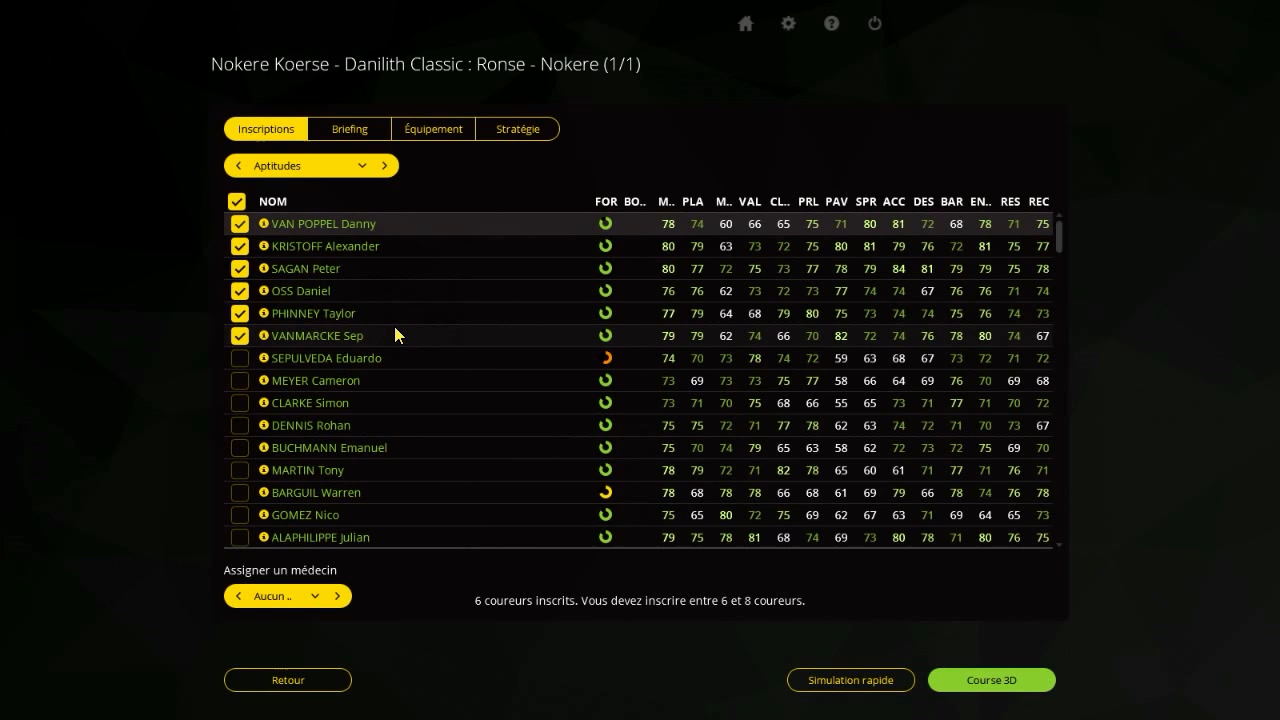 Nokere Koerse - Danilith Classic : Ronse - Nokere (1/1)
Inscriptions Briefing Équipement Stratégie
Aptitudes
NOM FOR BO.. M.. PLA M.. VAL CL.. PRL PAV SPR ACC DES BAR EN.. RES REC
VAN POPPEL Danny 78 74 60 66 65 75 71 80 81 72 68 78 71 75
KRISTOFF Alexander 80 79 63 73 72 75 80 81 79 76 72 81 75 77
SAGAN Peter 80 77 72 75 73 77 78 79 84 81 79 79 75 78
OSS Daniel 76 76 62 73 72 73 77 74 74 67 76 76 71 74
PHINNEY Taylor 77 79 64 68 79 80 75 73 74 74 75 76 74 73
VANMARCKE Sep 79 79 62 74 66 70 82 72 74 76 78 80 74 67
SEPULVEDA Eduardo 74 70 73 78 74 72 59 63 68 67 73 72 71 72
MEYER Cameron 73 69 73 73 75 77 58 66 64 69 76 70 69 68
CLARKE Simon 73 71 70 75 68 66 55 65 73 71 77 71 70 72
DENNIS Rohan 75 75 72 71 77 78 62 63 74 72 71 70 73 67
BUCHMANN Emanuel 75 70 74 79 65 63 58 62 72 73 72 75 69 70
MARTIN Tony 78 79 72 71 82 78 65 60 61 71 77 71 76 71
BARGUIL Warren 78 68 78 78 66 68 61 69 79 66 78 74 76 78
GOMEZ Nico 75 65 80 72 75 69 62 67 63 71 69 64 65 73
ALAPHILIPPE Julian 79 75 78 81 68 74 69 73 80 78 71 80 76 75
Assigner un médecin
Aucun ..
6 coureurs inscrits. Vous devez inscrire entre 6 et 8 coureurs.
Retour Simulation rapide Course 3D